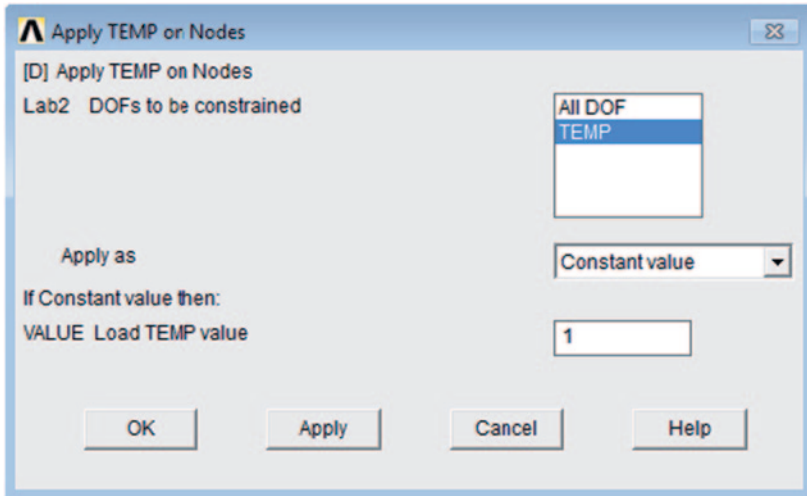 Apply TEMP on Nodes
[D] Apply TEMP on Nodes
Lab2 DOFs to be constrained
All DOF
TEMP
Apply as
Constant value
If Constant value then:
VALUE Load TEMP value
1
OK Apply Cancel Help